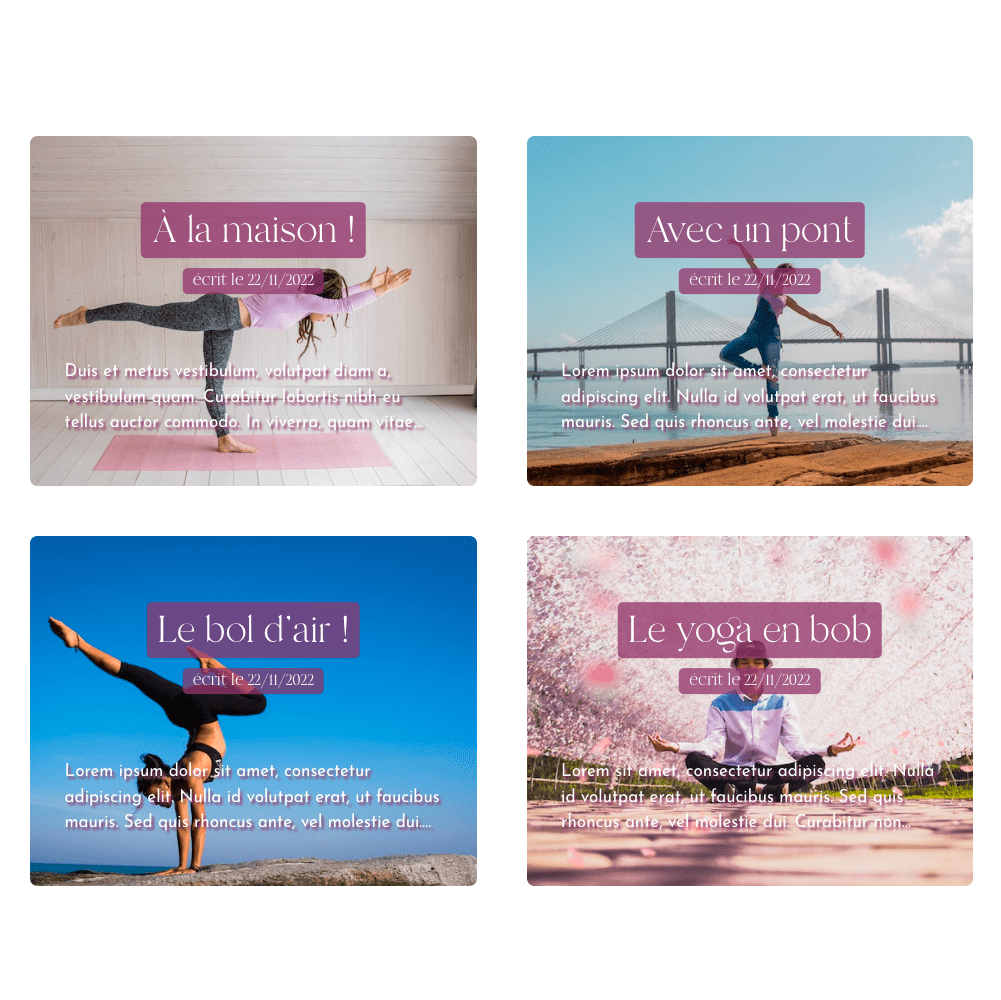 À la maison !
écrit le 22/11/2022
Duis et metus vestibulum, volutpat diam a,
vestibulum quam. Curabitur lobortis nibh eu
tellus auctor commodo. In viverra, quam vitae...
Avec un pont
écrit le 22/11/2022
Lorem ipsum dolor sit amet, consectetur
adipiscing elit. Nulla id volutpat erat, ut faucibus
mauris. Sed quis rhoncus ante, vel molestie dui....
Le bol d'air !
écrit le 22/11/2022
Lorem ipsum dolor sit amet, consectetur
adipiscing elit. Nulla id volutpat erat, ut faucibus
mauris. Sed quis rhoncus ante, vel molestie dui....
Le yoga en bob
écrit le 22/11/2022
Lorem sit amet, consectetur adipiscing elit. Nulla
id volutpat erat, ut faucibus mauris. Sed quis
rhoncus ante, vel molestie dui. Curabitur non...